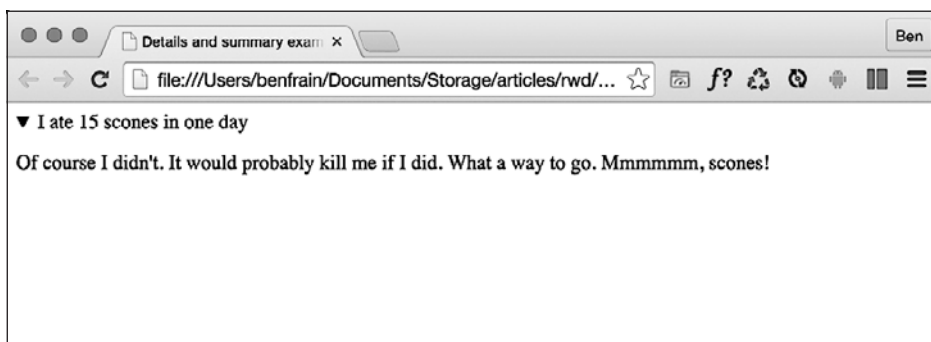 Details and summary exam
Ben
file:///Users/benfrain/Documents/Storage/articles/rwd/...
f?
▼ I ate 15 scones in one day
Of course I didn't. It would probably kill me if I did. What a way to go. Mmmmmm, scones!